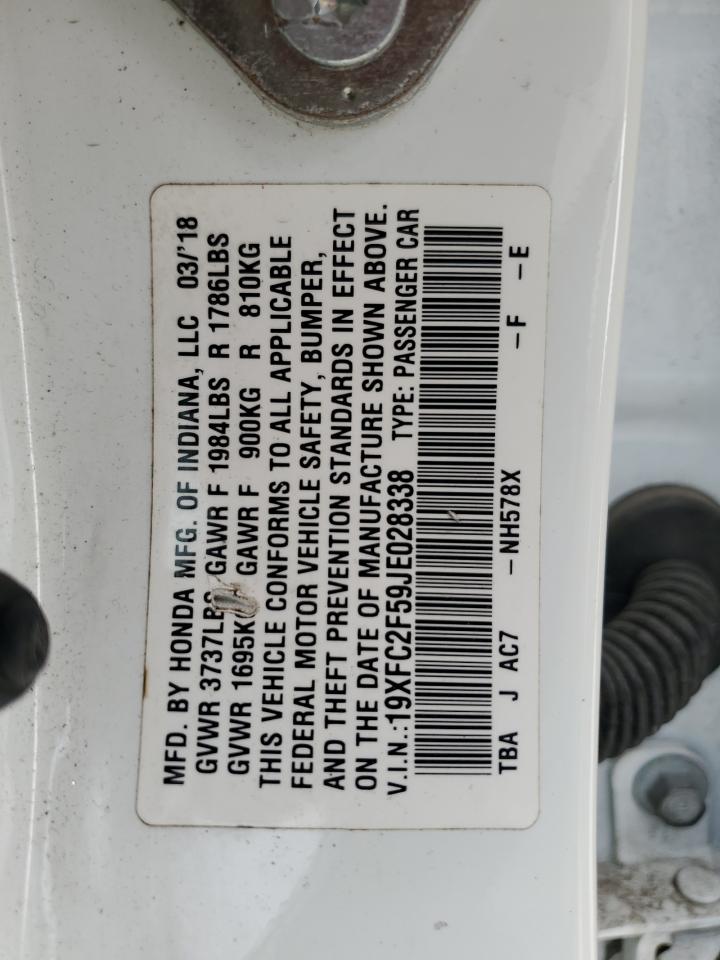 MFD. BY HONDA MFG. OF INDIANA, LLC 03/'18
GVWR 3737LBS GAWR F 1984LBS R 1786LBS
GVWR 1695KG GAWR F 900KG R 810KG
THIS VEHICLE CONFORMS TO ALL APPLICABLE
FEDERAL MOTOR VEHICLE SAFETY, BUMPER,
AND THEFT PREVENTION STANDARDS IN EFFECT
ON THE DATE OF MANUFACTURE SHOWN ABOVE.
V.I.N.:19XFC2F59JE028338 TYPE: PASSENGER CAR
TBA J AC7 -NH578X -F -E